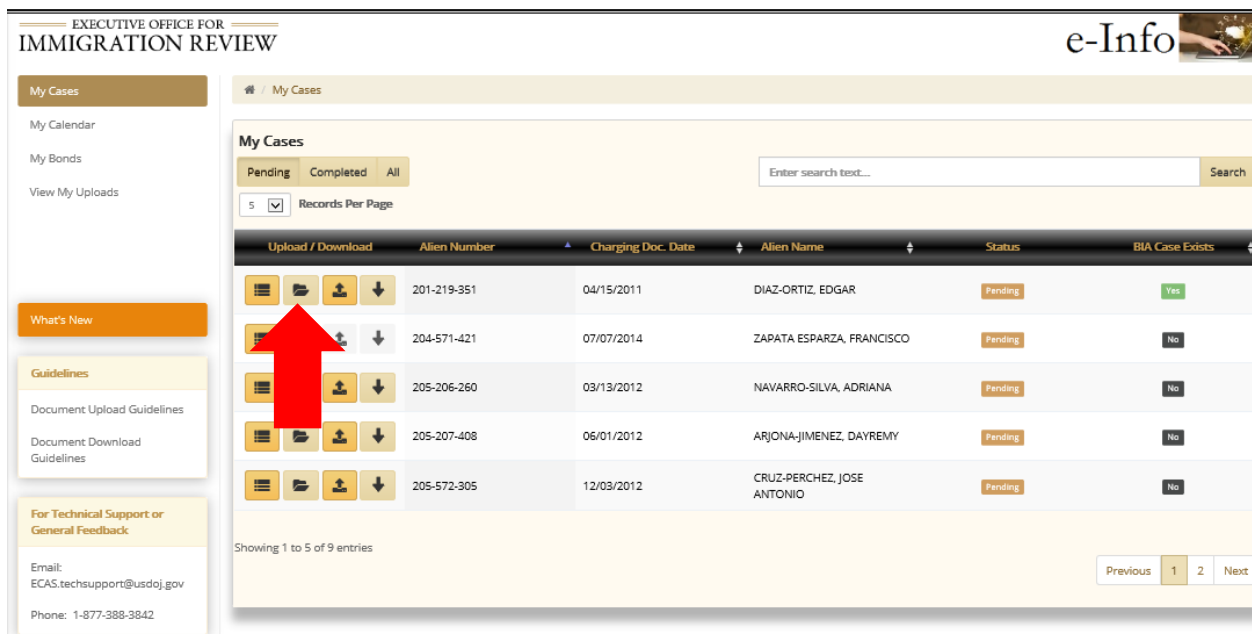 EXECUTIVE OFFICE FOR
IMMIGRATION REVIEW
e-Info
My Cases
My Calendar
My Bonds
View My Uploads
What's New
Guidelines
Document Upload Guidelines
Document Download
Guidelines
For Technical Support or
General Feedback
Email:
ECAS.techsupport@usdoj.gov
Phone: 1-877-388-3842
/ My Cases
My Cases
Pending Completed All
Enter search text... Search
5 Records Per Page
Upload / Download Alien Number Charging Doc. Date Alien Name Status BIA Case Exists
201-219-351 04/15/2011 DIAZ-ORTIZ, EDGAR Pending Yes
204-571-421 07/07/2014 ZAPATA ESPARZA, FRANCISCO Pending No
205-206-260 03/13/2012 NAVARRO-SILVA, ADRIANA Pending No
205-207-408 06/01/2012 ARJONA-JIMENEZ, DAYREMY Pending No
205-572-305 12/03/2012 CRUZ-PERCHEZ, JOSE
ANTONIO Pending No
Showing 1 to 5 of 9 entries
Previous 1 2 Next